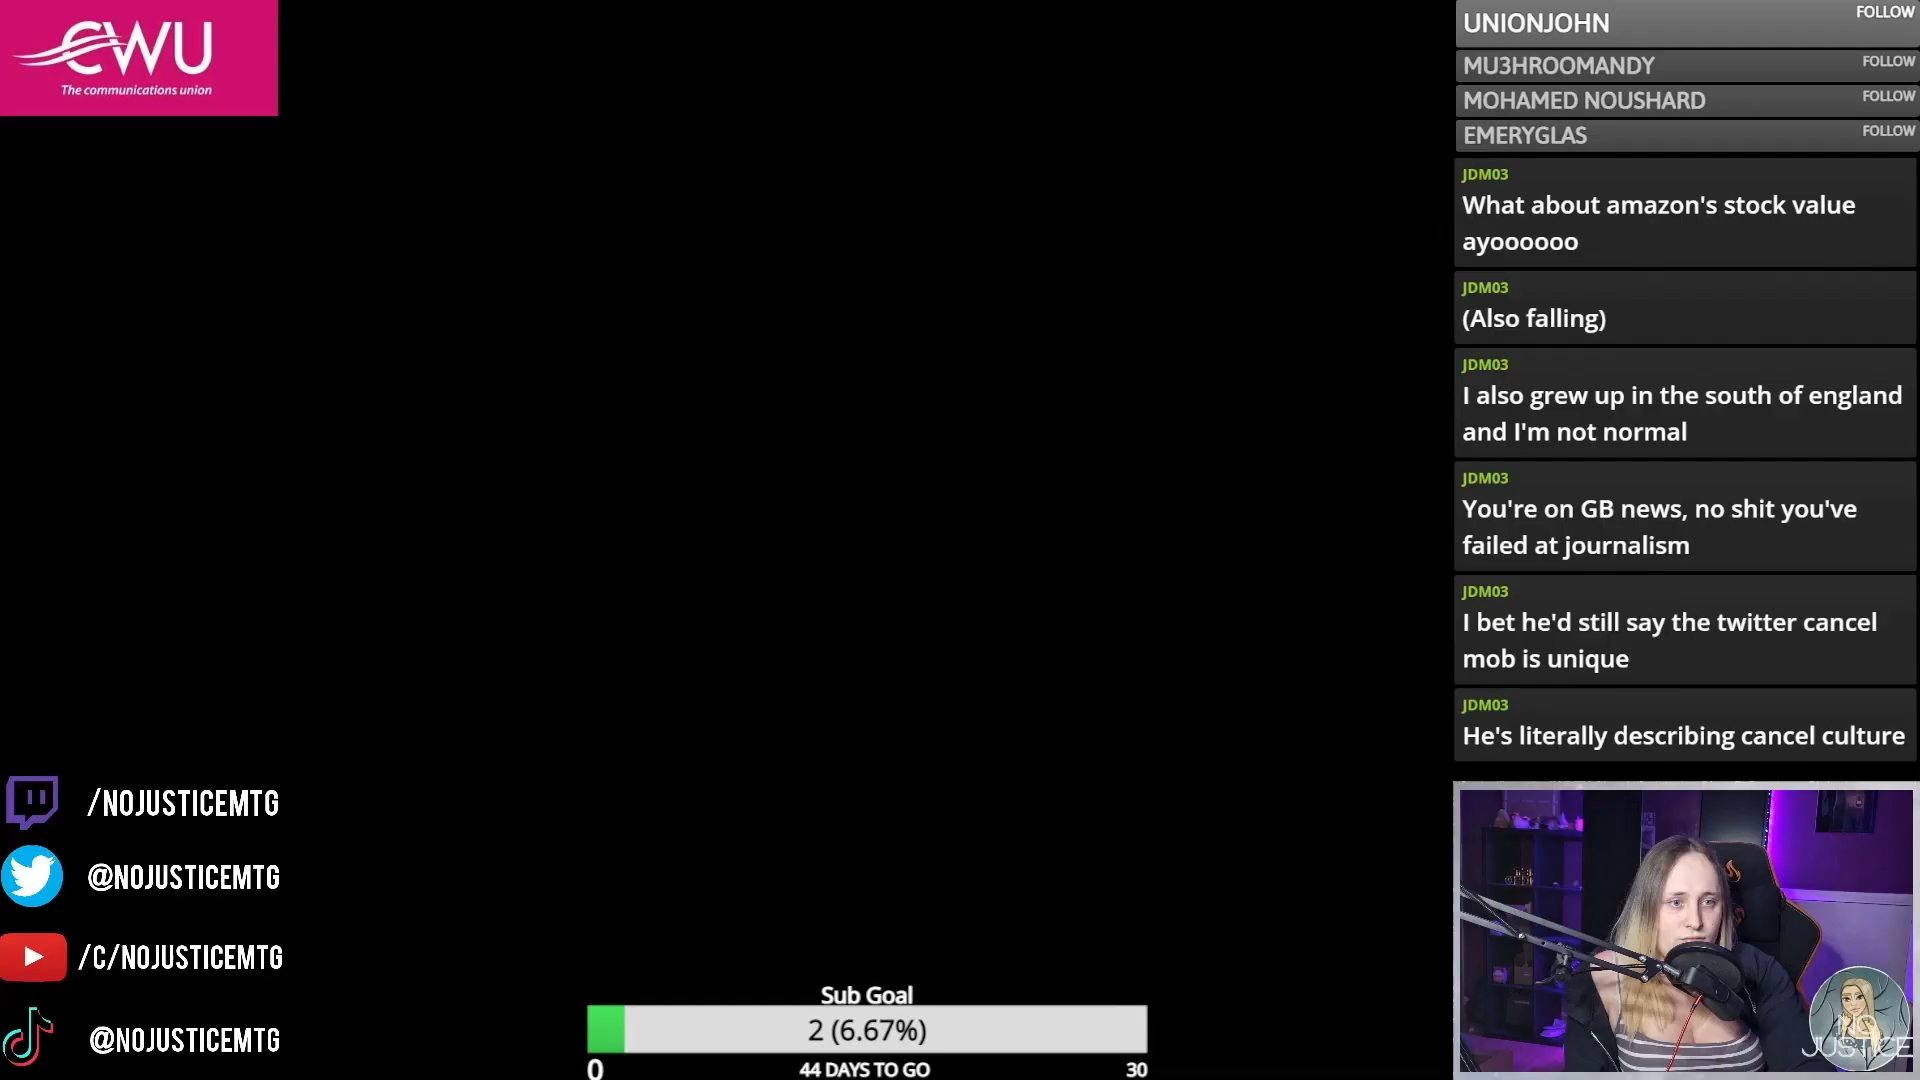 CWU
The communications union
UNIONJOHN FOLLOW
MU3HROOMANDY FOLLOW
MOHAMED NOUSHARD FOLLOW
EMERYGLAS FOLLOW
JDM03
What about amazon's stock value
ayoooooo
JDM03
(Also falling)
JDM03
I also grew up in the south of england
and I'm not normal
JDM03
You're on GB news, no shit you've
failed at journalism
JDM03
I bet he'd still say the twitter cancel
mob is unique
JDM03
He's literally describing cancel culture
/NOJUSTICEMTG
@NOJUSTICEMTG
/C/NOJUSTICEMTG
@NOJUSTICEMTG
Sub Goal
2 (6.67%)
0 44 DAYS TO GO 30
NO
JUSTICE